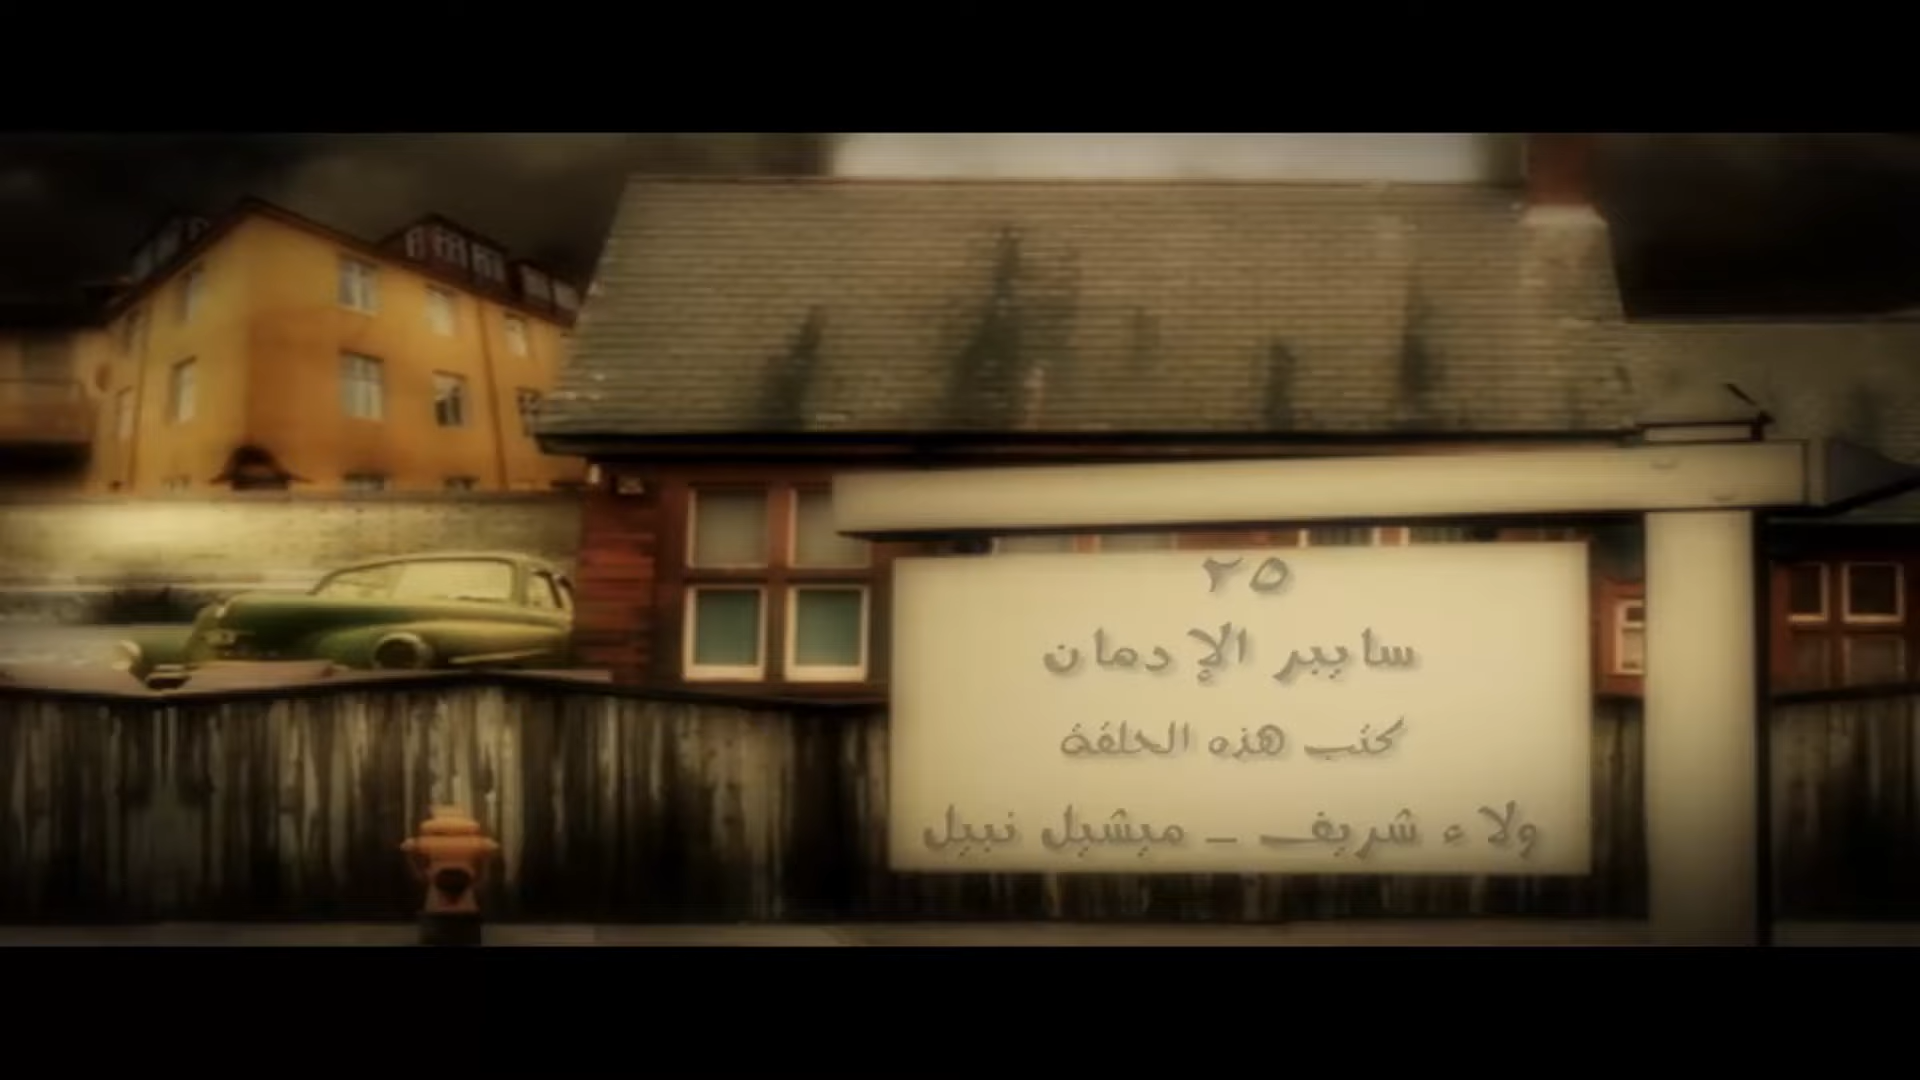 ٢٥
سايبر الإدمان
كتب هذه الحلقة
ولاء شريف - ميشيل نبيل